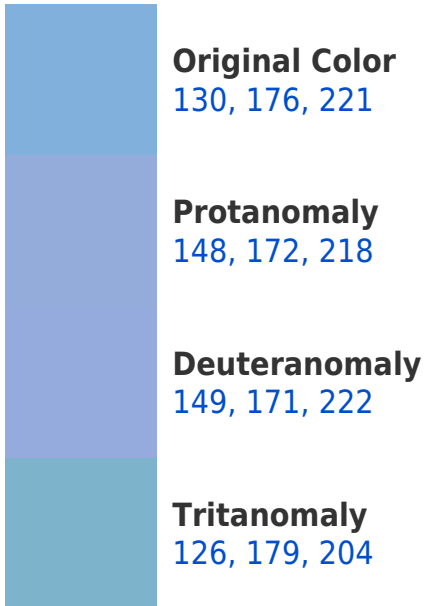 Original Color
130, 176, 221
Protanomaly
148, 172, 218
Deuteranomaly
149, 171, 222
Tritanomaly
126, 179, 204